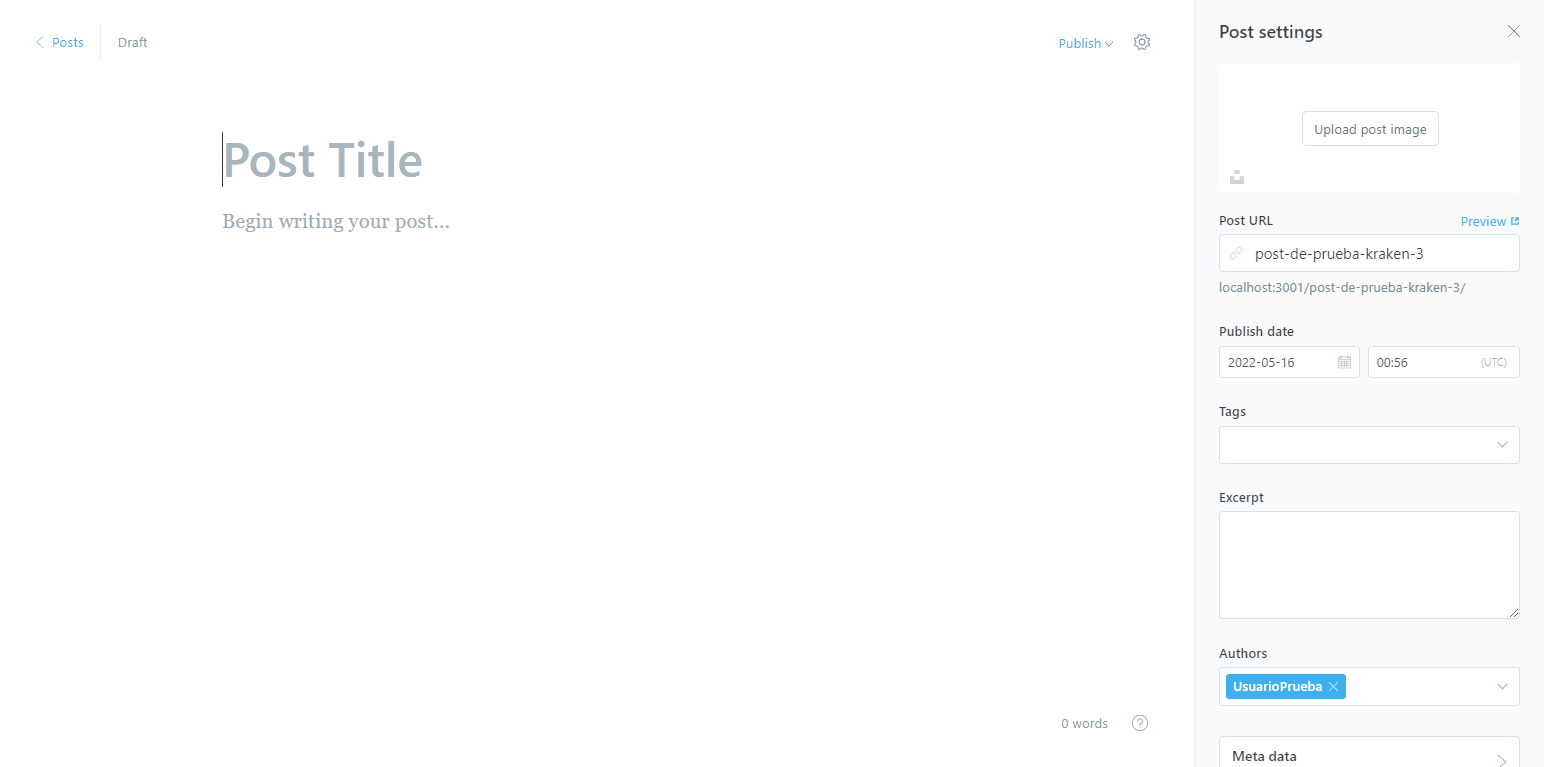 Posts
Draft
Publish
Post Title
Begin writing your post...
0 words
Post settings
Upload post image
Post URL
Preview
post-de-prueba-kraken-3
localhost:3001/post-de-prueba-kraken-3/
Publish date
2022-05-16
00:56
(UTC)
Tags
Excerpt
Authors
UsuarioPrueba
Meta data